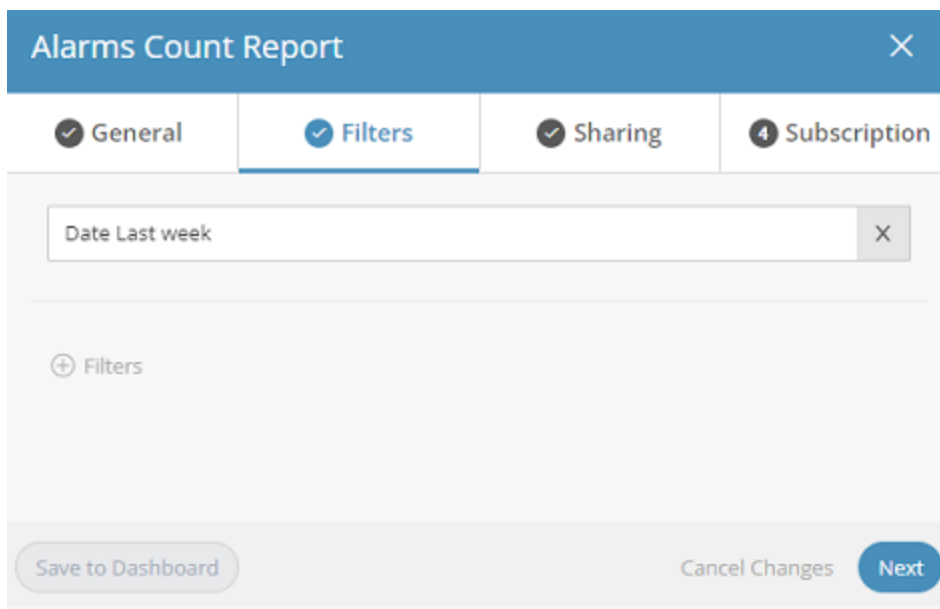 Alarms Count Report
General
Filters
Sharing
4 Subscription
Date Last week
X
Filters
Save to Dashboard
Cancel Changes
Next